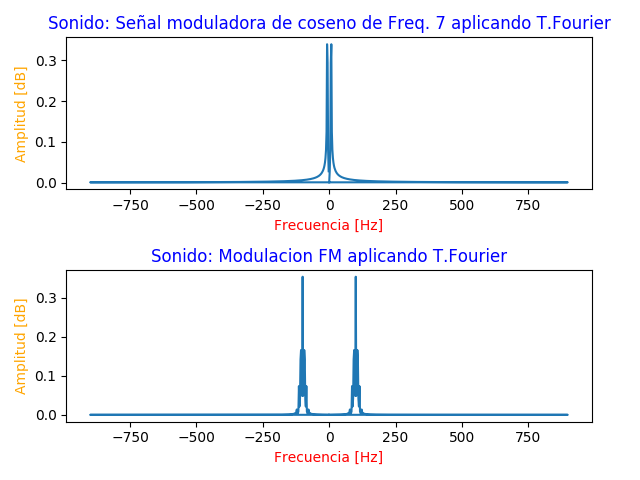 Sonido: Señal moduladora de coseno de Freq. 7 aplicando T.Fourier
Amplitud [dB]
0.3
0.2
0.1
0.0
−750 −500 −250 0 250 500 750
Frecuencia [Hz]
Sonido: Modulacion FM aplicando T.Fourier
Amplitud [dB]
0.3
0.2
0.1
0.0
−750 −500 −250 0 250 500 750
Frecuencia [Hz]